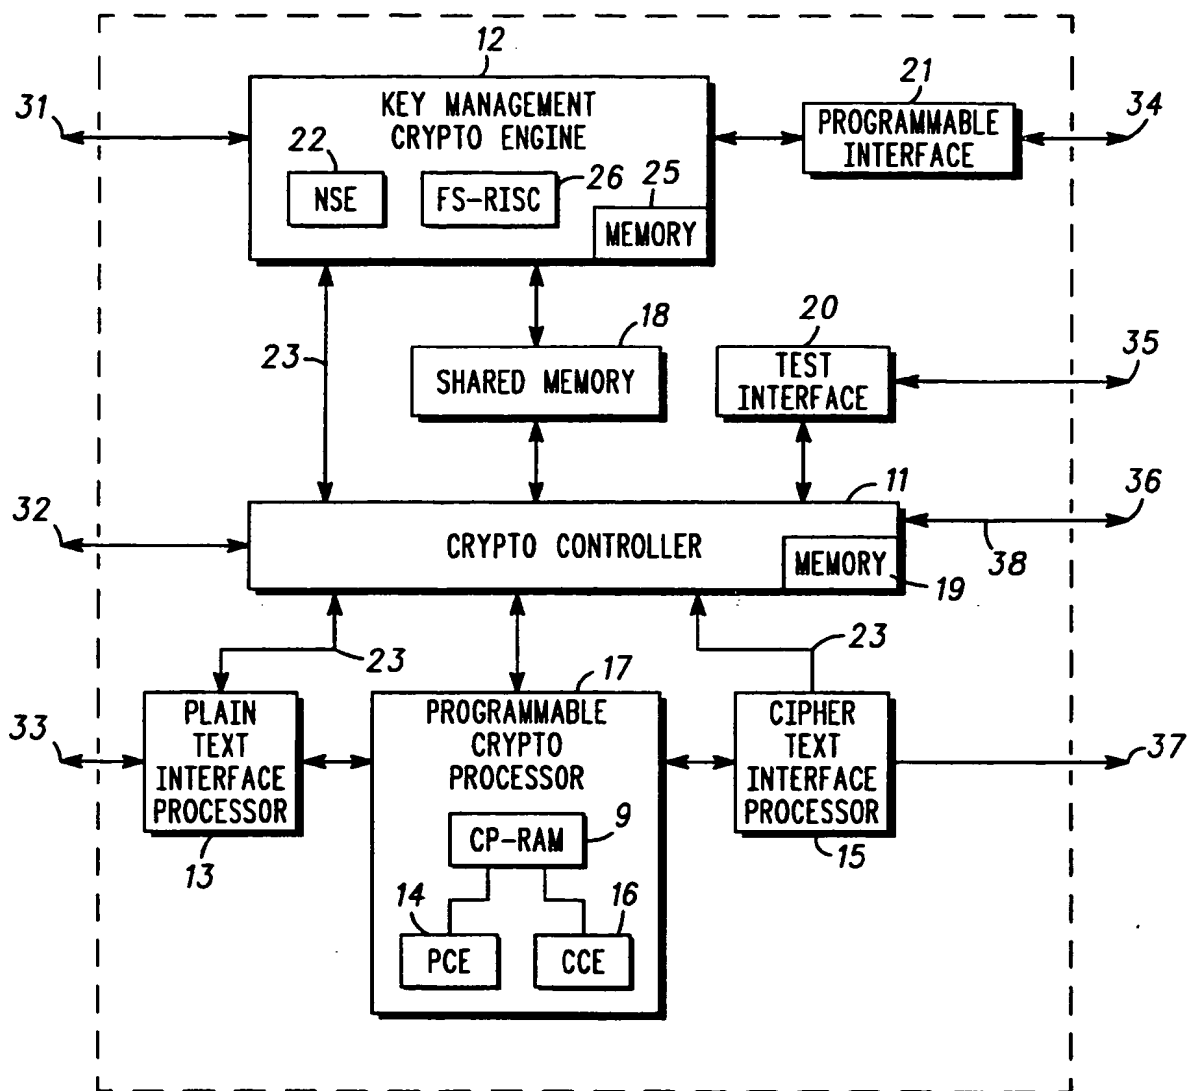 12
KEY MANAGEMENT
CRYPTO ENGINE
22
NSE
FS-RISC
26
25
MEMORY
31
21
PROGRAMMABLE
INTERFACE
34
23
18
SHARED MEMORY
20
TEST
INTERFACE
35
11
32
CRYPTO CONTROLLER
MEMORY
19
36
38
23
23
33
PLAIN
TEXT
INTERFACE
PROCESSOR
13
17
PROGRAMMABLE
CRYPTO
PROCESSOR
CP-RAM
9
14
PCE
16
CCE
CIPHER
TEXT
INTERFACE
PROCESSOR
15
37